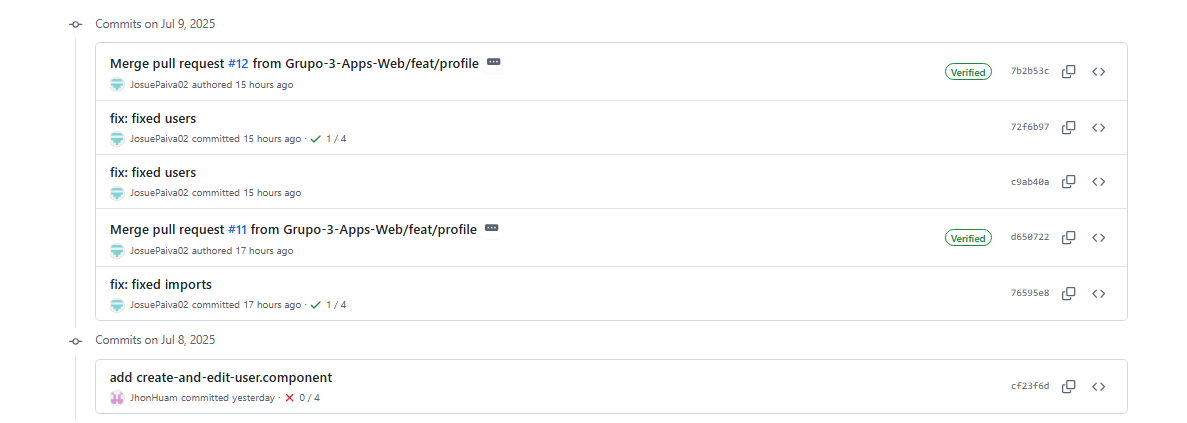 Commits on Jul 9, 2025
Merge pull request #12 from Grupo-3-Apps-Web/feat/profile
Verified 7b2b53c
JosuePaiva02 authored 15 hours ago
fix: fixed users
72f6b97
JosuePaiva02 committed 15 hours ago · 1 / 4
fix: fixed users
c9ab40a
JosuePaiva02 committed 15 hours ago
Merge pull request #11 from Grupo-3-Apps-Web/feat/profile
Verified d650722
JosuePaiva02 authored 17 hours ago
fix: fixed imports
76595e8
JosuePaiva02 committed 17 hours ago · 1 / 4
Commits on Jul 8, 2025
add create-and-edit-user.component
cf23f6d
JhonHuam committed yesterday · 0 / 4